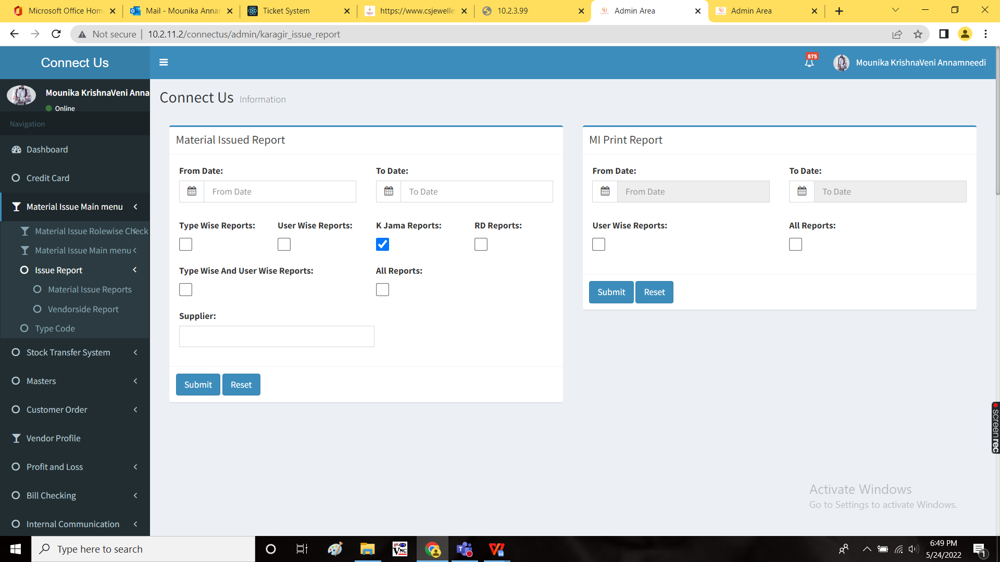 Microsoft Office Hom
Mail - Mounika Annar
Ticket System
https://www.csjewelle
10.2.3.99
Admin Area
Admin Area
Not secure
10.2.11.2/connectus/admin/karagir_issue_report
Connect Us
875
Mounika KrishnaVeni Annamneedi
Mounika KrishnaVeni Anna
Online
Navigation
Dashboard
Credit Card
Material Issue Main menu
Material Issue Rolewise Check
Material Issue Main menu
Issue Report
Material Issue Reports
Vendorside Report
Type Code
Stock Transfer System
Masters
Customer Order
Vendor Profile
Profit and Loss
Bill Checking
Internal Communication
Connect Us Information
Material Issued Report
From Date:
To Date:
From Date
To Date
Type Wise Reports:
User Wise Reports:
K Jama Reports:
RD Reports:
Type Wise And User Wise Reports:
All Reports:
Supplier:
Submit
Reset
MI Print Report
From Date:
To Date:
From Date
To Date
User Wise Reports:
All Reports:
Submit
Reset
screenrec
Activate Windows
Go to Settings to activate Windows.
Type here to search
VNC
6:49 PM
5/24/2022
1